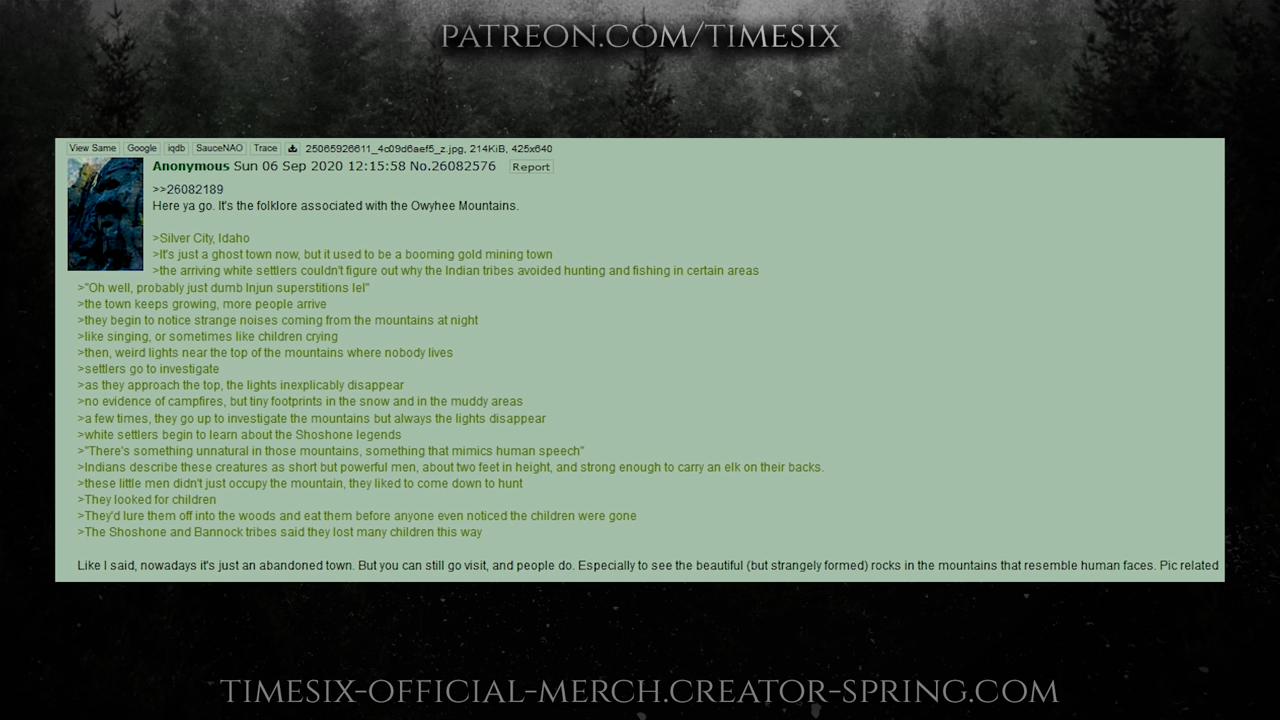 PATREON.COM/TIMESIX
View Same Google iqdb SauceNAO Trace 25065926611_4c09d6aef5_z.jpg, 214KiB, 425x640
Anonymous Sun 06 Sep 2020 12:15:58 No.26082576 Report
>>26082189
Here ya go. It's the folklore associated with the Owyhee Mountains.
>Silver City, Idaho
>It's just a ghost town now, but it used to be a booming gold mining town
>the arriving white settlers couldn't figure out why the Indian tribes avoided hunting and fishing in certain areas
>"Oh well, probably just dumb Injun superstitions lel"
>the town keeps growing, more people arrive
>they begin to notice strange noises coming from the mountains at night
>like singing, or sometimes like children crying
>then, weird lights near the top of the mountains where nobody lives
>settlers go to investigate
>as they approach the top, the lights inexplicably disappear
>no evidence of campfires, but tiny footprints in the snow and in the muddy areas
>a few times, they go up to investigate the mountains but always the lights disappear
>white settlers begin to learn about the Shoshone legends
>"There's something unnatural in those mountains, something that mimics human speech"
>Indians describe these creatures as short but powerful men, about two feet in height, and strong enough to carry an elk on their backs.
>these little men didn't just occupy the mountain, they liked to come down to hunt
>They looked for children
>They'd lure them off into the woods and eat them before anyone even noticed the children were gone
>The Shoshone and Bannock tribes said they lost many children this way
Like I said, nowadays it's just an abandoned town. But you can still go visit, and people do. Especially to see the beautiful (but strangely formed) rocks in the mountains that resemble human faces. Pic related
TIMESIX-OFFICIAL-MERCH.CREATOR-SPRING.COM